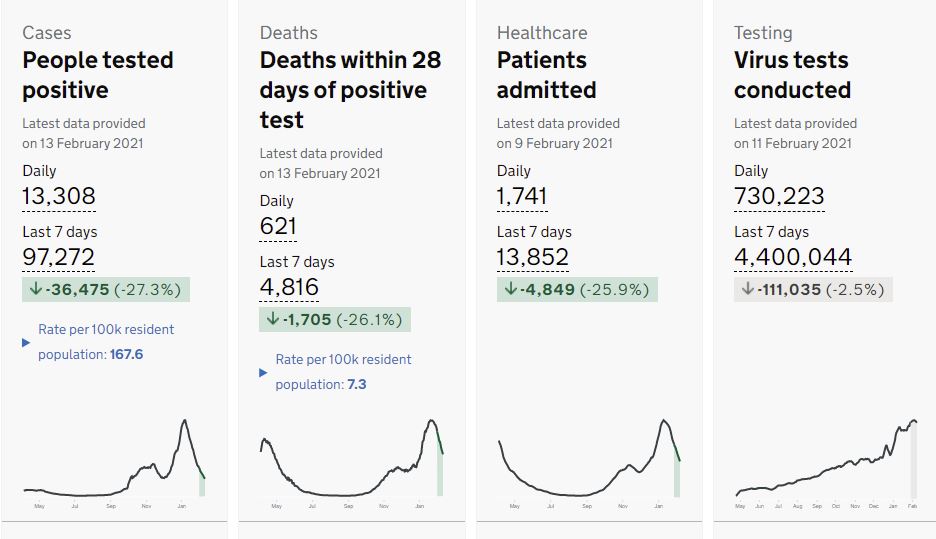 Cases
People tested
positive
Latest data provided
on 13 February 2021
Daily
13,308
Last 7 days
97,272
-36,475 (-27.3%)
Rate per 100k resident
population: 167.6
May Jul Sep Nov Jan
Deaths
Deaths within 28
days of positive
test
Latest data provided
on 13 February 2021
Daily
621
Last 7 days
4,816
-1,705 (-26.1%)
Rate per 100k resident
population: 7.3
May Jul Sep Nov Jan
Healthcare
Patients
admitted
Latest data provided
on 9 February 2021
Daily
1,741
Last 7 days
13,852
-4,849 (-25.9%)
May Jul Sep Nov Jan
Testing
Virus tests
conducted
Latest data provided
on 11 February 2021
Daily
730,223
Last 7 days
4,400,044
-111,035 (-2.5%)
May Jun Jul Aug Sep Oct Nov Dec Jan Feb